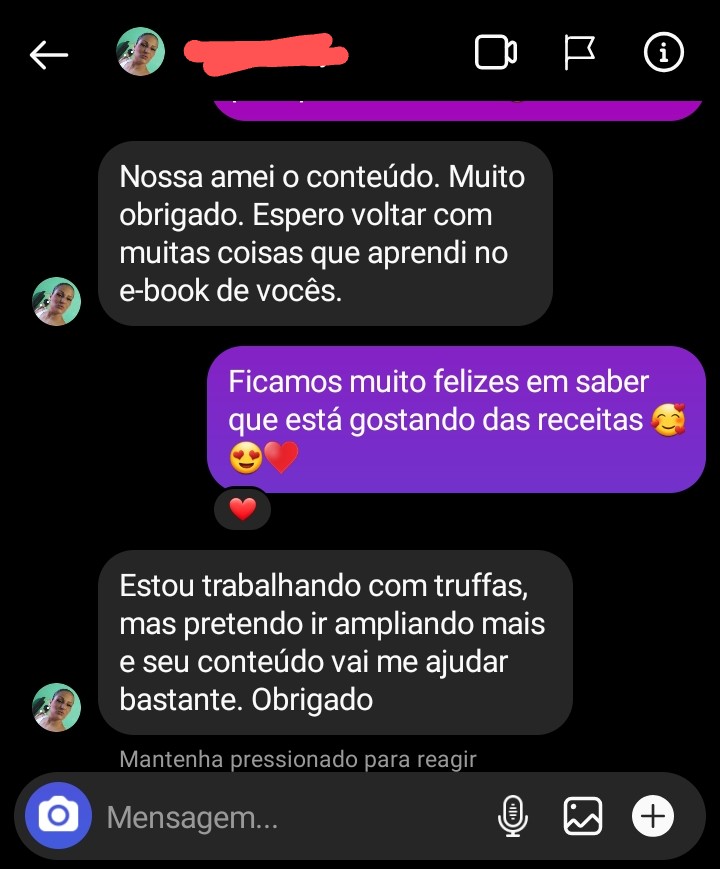 Nossa amei o conteúdo. Muito
obrigado. Espero voltar com
muitas coisas que aprendi no
e-book de vocês.
Ficamos muito felizes em saber
que está gostando das receitas 🥰
😍♥️
❤️
Estou trabalhando com truffas,
mas pretendo ir ampliando mais
e seu conteúdo vai me ajudar
bastante. Obrigado
Mantenha pressionado para reagir
Mensagem...